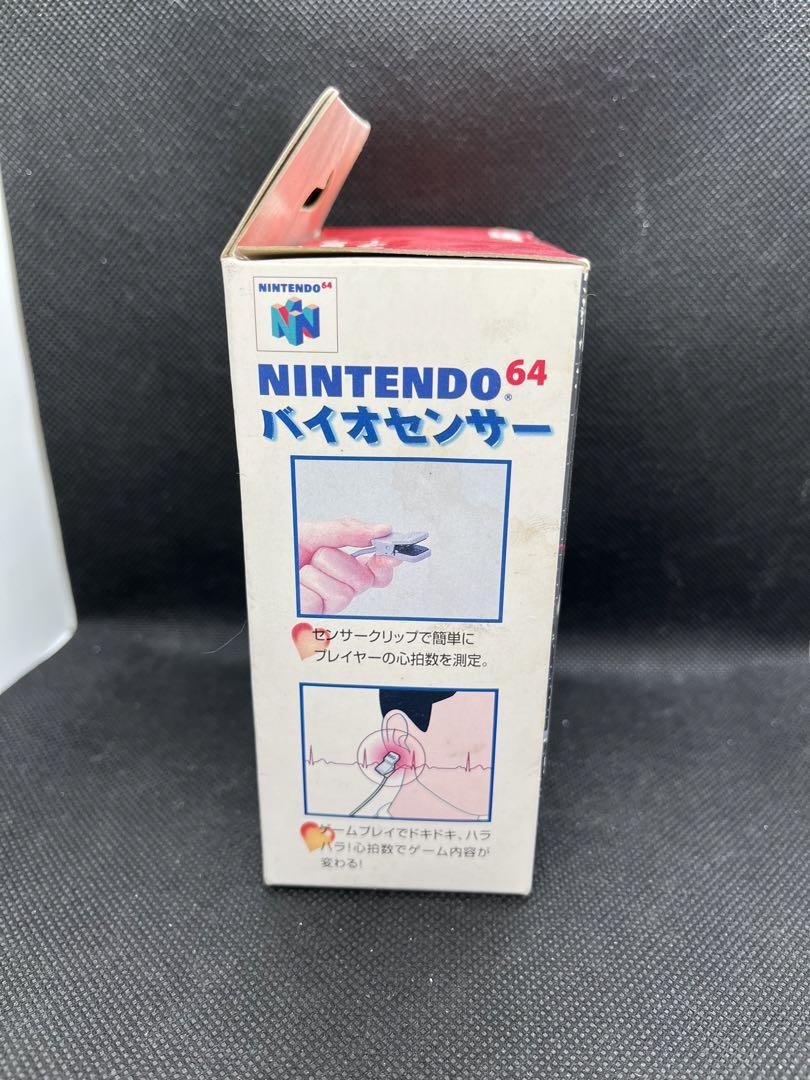 NINTENDO64
NINTENDO®64
バイオセンサー
センサークリップで簡単に
プレイヤーの心拍数を測定。
ゲームプレイでドキドキ、ハラ
ハラ!心拍数でゲーム内容が
変わる!